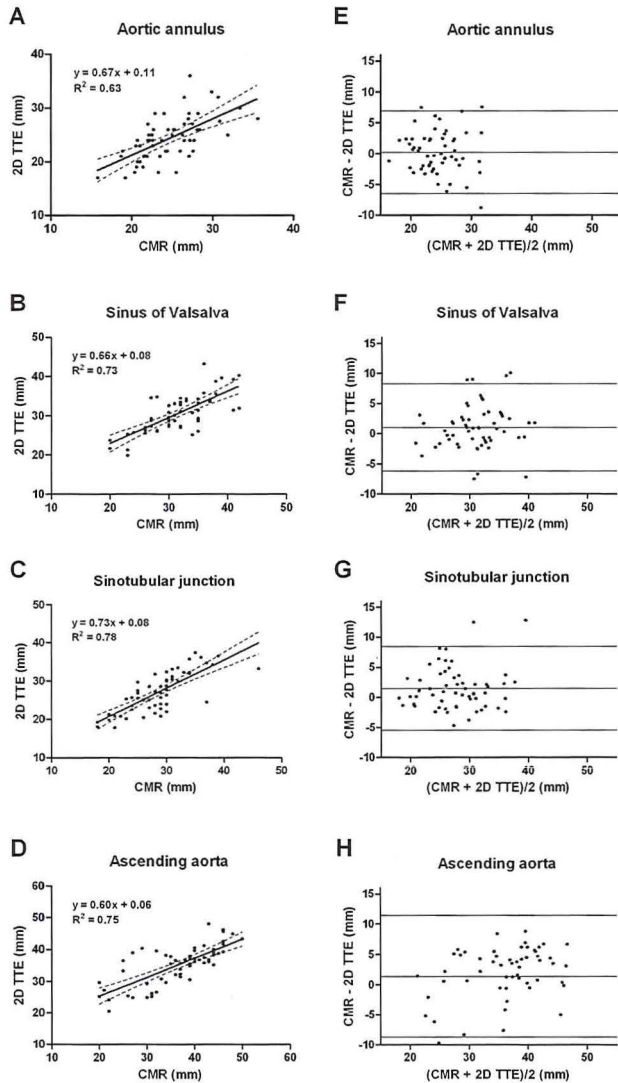 A
Aortic annulus
y = 0.67x + 0.11
R² = 0.63
2D TTE (mm)
40
30
20
10
10 20 30 40
CMR (mm)
E
Aortic annulus
CMR - 2D TTE (mm)
15
10
5
0
-5
-10
20 30 40 50
(CMR + 2D TTE)/2 (mm)
B
Sinus of Valsalva
y = 0.66x + 0.08
R² = 0.73
2D TTE (mm)
50
40
30
20
10
10 20 30 40 50
CMR (mm)
F
Sinus of Valsalva
CMR - 2D TTE (mm)
15
10
5
0
-5
-10
20 30 40 50
(CMR + 2D TTE)/2 (mm)
C
Sinotubular junction
y = 0.73x + 0.08
R² = 0.78
2D TTE (mm)
50
40
30
20
10
10 20 30 40 50
CMR (mm)
G
Sinotubular junction
CMR - 2D TTE (mm)
15
10
5
0
-5
-10
20 30 40 50
(CMR + 2D TTE)/2 (mm)
D
Ascending aorta
y = 0.60x + 0.06
R² = 0.75
2D TTE (mm)
60
50
40
30
20
10
10 20 30 40 50 60
CMR (mm)
H
Ascending aorta
CMR - 2D TTE (mm)
15
10
5
0
-5
-10
20 30 40 50
(CMR + 2D TTE)/2 (mm)